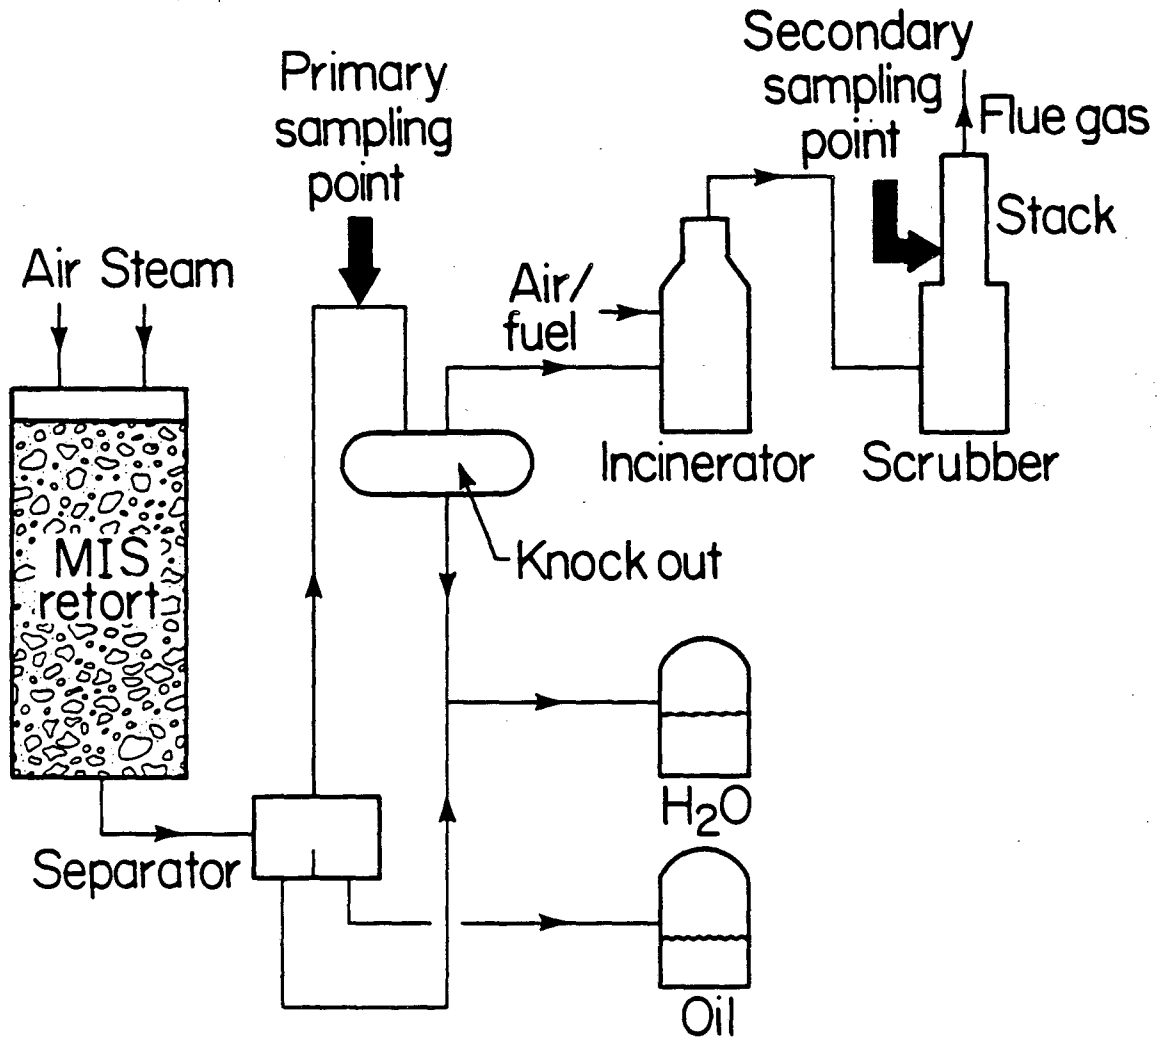 Secondary
sampling
point
Primary
sampling
point
Flue gas
Stack
Air Steam
Air/
fuel
Incinerator
Scrubber
Knock out
MIS
retort
H₂O
Separator
Oil